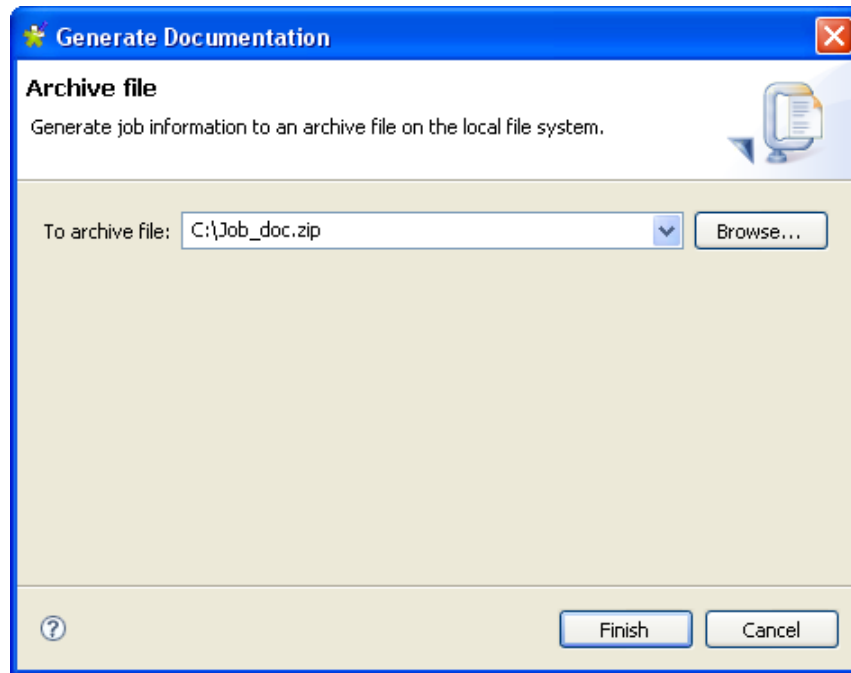 Generate Documentation
Archive file
Generate job information to an archive file on the local file system.
To archive file: C:\Job_doc.zip Browse...
? Finish Cancel